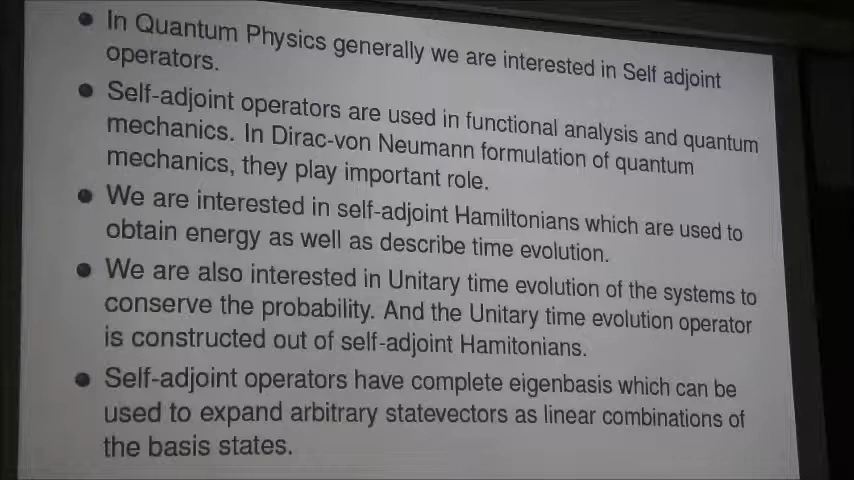 • In Quantum Physics generally we are interested in Self adjoint
operators.
• Self-adjoint operators are used in functional analysis and quantum
mechanics. In Dirac-von Neumann formulation of quantum
mechanics, they play important role.
• We are interested in self-adjoint Hamiltonians which are used to
obtain energy as well as describe time evolution.
• We are also interested in Unitary time evolution of the systems to
conserve the probability. And the Unitary time evolution operator
is constructed out of self-adjoint Hamitonians.
• Self-adjoint operators have complete eigenbasis which can be
used to expand arbitrary statevectors as linear combinations of
the basis states.